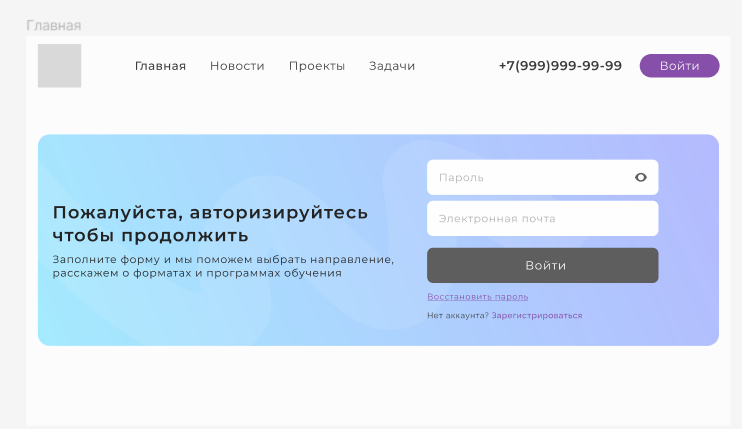 Главная
Главная Новости Проекты Задачи +7(999)999-99-99 Войти
Пожалуйста, авторизируйтесь
чтобы продолжить
Заполните форму и мы поможем выбрать направление,
расскажем о форматах и программах обучения
Пароль
Электронная почта
Войти
Восстановить пароль
Нет аккаунта? Зарегистрироваться